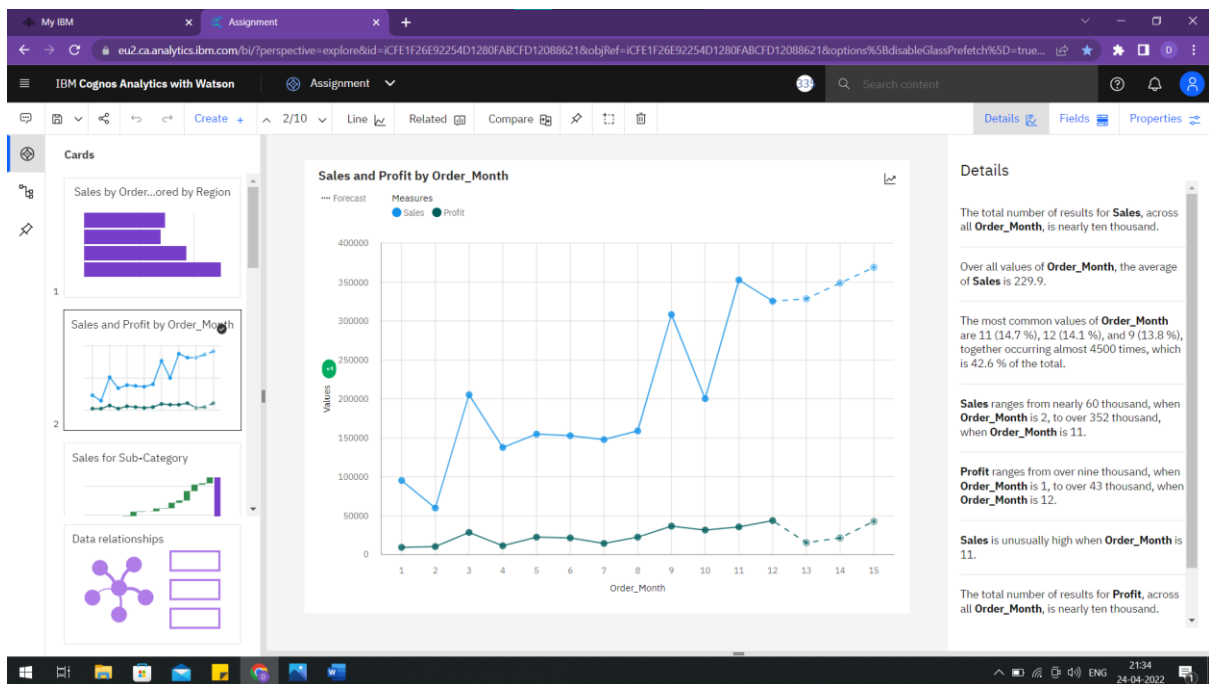 My IBM
Assignment
eu2.ca.analytics.ibm.com/bi/?perspective=explore&id=iCFE1F26E92254D1280FABCFD12088621&objRef=iCFE1F26E92254D1280FABCFD12088621&options%5BdisableGlassPrefetch%5D=true...
D
IBM Cognos Analytics with Watson
Assignment
Search content
2/10
Line
Related
Compare
Create +
Details
Fields
Properties
Cards
Sales by Order...ored by Region
1
Sales and Profit by Order_Month
2
Sales for Sub-Category
Data relationships
Sales and Profit by Order_Month
Forecast
Measures
Sales
Profit
400000
350000
300000
250000
200000
150000
100000
50000
0
Values
1 2 3 4 5 6 7 8 9 10 11 12 13 14 15
Order_Month
Details
The total number of results for Sales, across
all Order_Month, is nearly ten thousand.
Over all values of Order_Month, the average
of Sales is 229.9.
The most common values of Order_Month
are 11 (14.7 %), 12 (14.1 %), and 9 (13.8 %),
together occurring almost 4500 times, which
is 42.6 % of the total.
Sales ranges from nearly 60 thousand, when
Order_Month is 2, to over 352 thousand,
when Order_Month is 11.
Profit ranges from over nine thousand, when
Order_Month is 1, to over 43 thousand, when
Order_Month is 12.
Sales is unusually high when Order_Month is
11.
The total number of results for Profit, across
all Order_Month, is nearly ten thousand.
ENG
21:34
24-04-2022